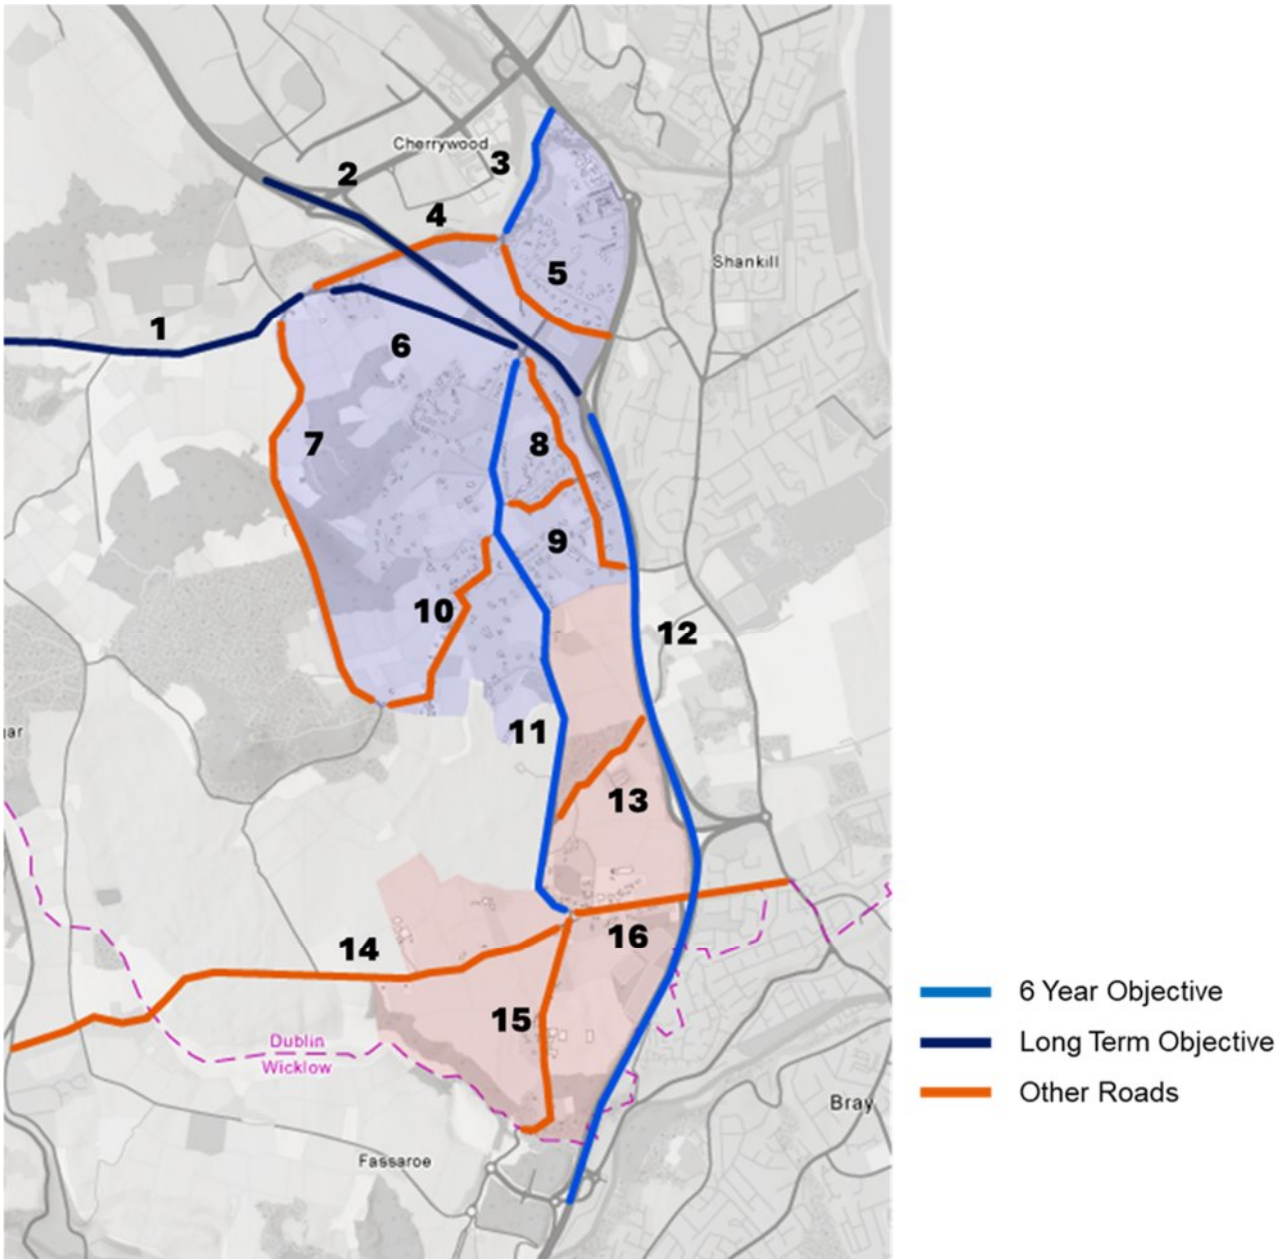 Cherrywood
3
2
4
Shankill
5
1
6
7
8
9
10
12
11
jar
13
16
14
15
Dublin
Wicklow
6 Year Objective
Long Term Objective
Other Roads
Bray
Fassaroe